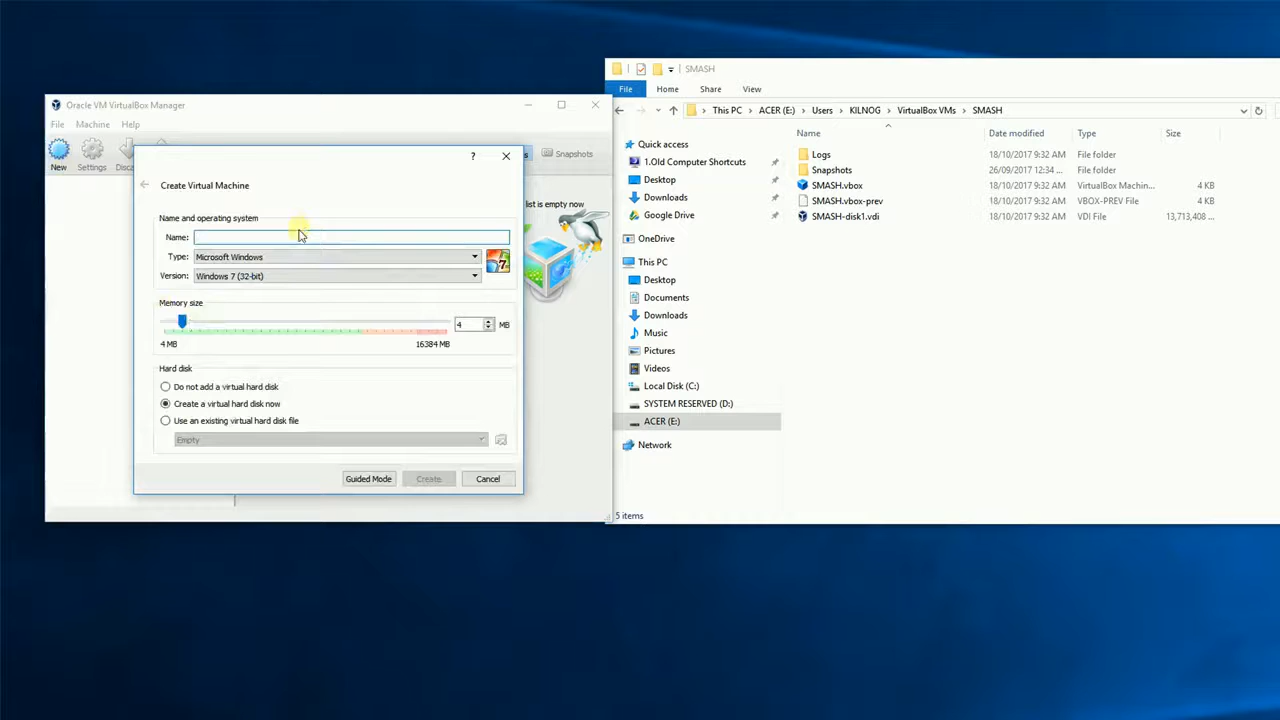 SMASH
File Home Share View
Oracle VM VirtualBox Manager
This PC ACER (E:) Users KILNOG VirtualBox VMs SMASH
File Machine Help
Name Date modified Type Size
New Settings Snapshots
Create Virtual Machine
Name and operating system
Name:
Type: Microsoft Windows
Version: Windows 7 (32-bit)
7
list is empty now
Memory size
4 MB
4 MB 16384 MB
Hard disk
Do not add a virtual hard disk
Create a virtual hard disk now
Use an existing virtual hard disk file
Empty
Guided Mode Create Cancel
Quick access
1.Old Computer Shortcuts
Desktop
Downloads
Google Drive
OneDrive
This PC
Desktop
Documents
Downloads
Music
Pictures
Videos
Local Disk (C:)
SYSTEM RESERVED (D:)
ACER (E:)
Network
Logs 18/10/2017 9:32 AM File folder
Snapshots 26/09/2017 12:34 ... File folder
SMASH.vbox 18/10/2017 9:32 AM VirtualBox Machin... 4 KB
SMASH.vbox-prev 18/10/2017 9:32 AM VBOX-PREV File 4 KB
SMASH-disk1.vdi 18/10/2017 9:32 AM VDI File 13,713,408 ...
5 items